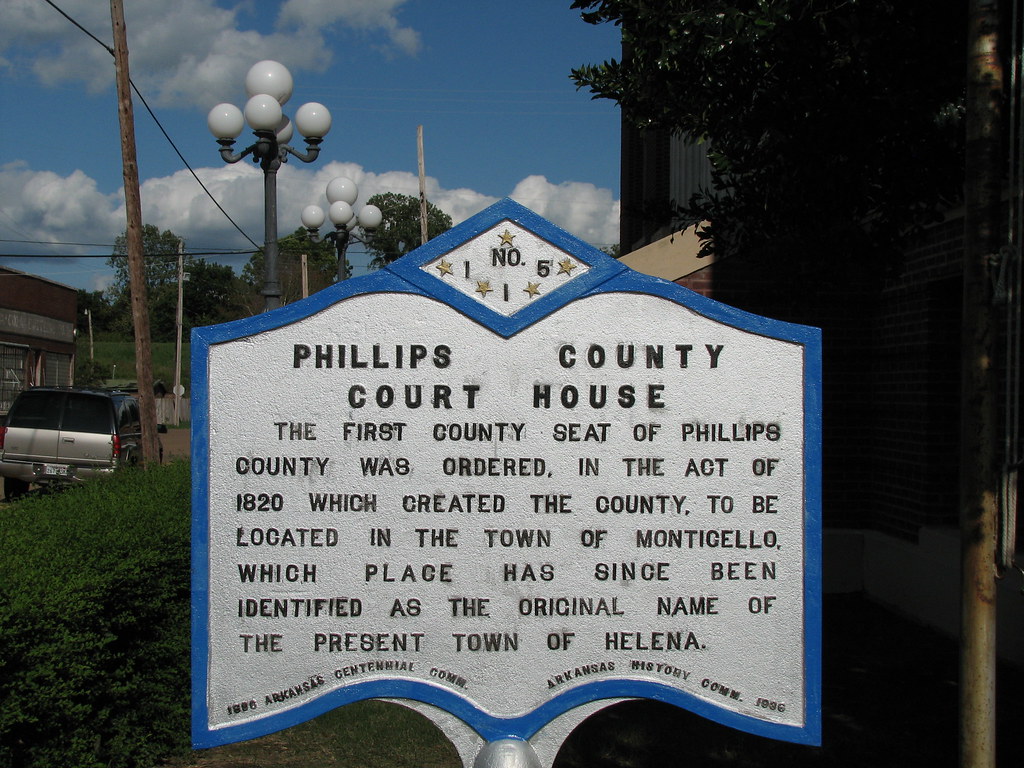 NO.
1 5
1
PHILLIPS COUNTY
COURT HOUSE
THE FIRST COUNTY SEAT OF PHILLIPS
COUNTY WAS ORDERED, IN THE ACT OF
1820 WHICH CREATED THE COUNTY, TO BE
LOCATED IN THE TOWN OF MONTICELLO,
WHICH PLACE HAS SINCE BEEN
IDENTIFIED AS THE ORIGINAL NAME OF
THE PRESENT TOWN OF HELENA.
1836 ARKANSAS CENTENNIAL COMM.
ARKANSAS HISTORY COMM. 1936